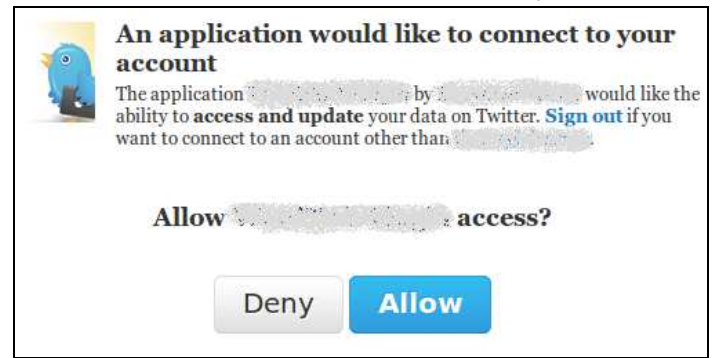 An application would like to connect to your
account
The application by would like the
ability to access and update your data on Twitter. Sign out if you
want to connect to an account other than
Allow access?
Deny Allow